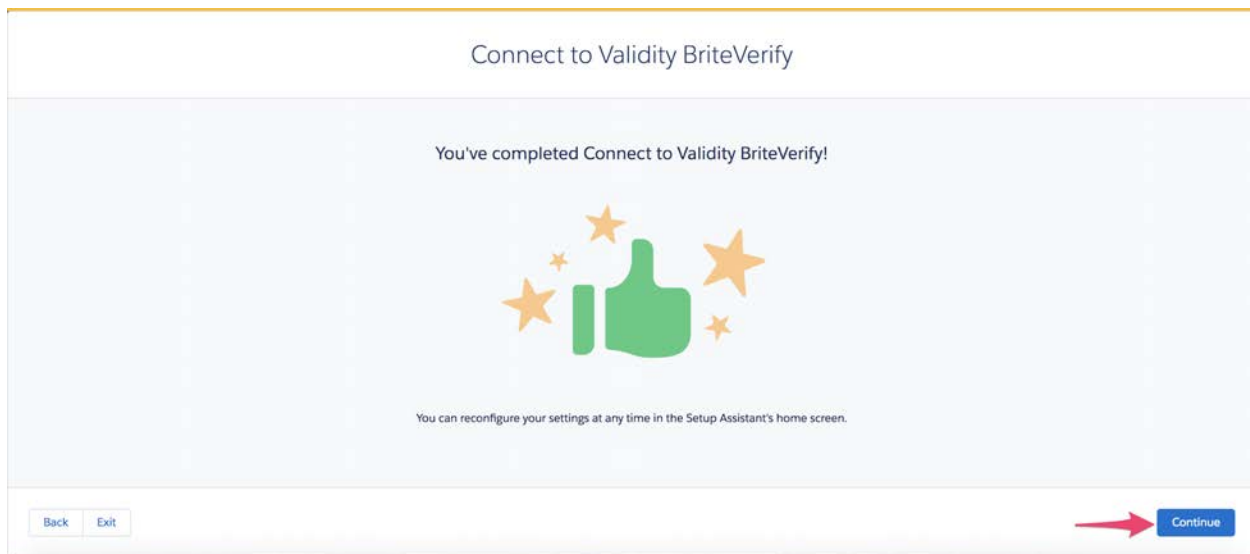 Connect to Validity BriteVerify
You've completed Connect to Validity BriteVerify!
You can reconfigure your settings at any time in the Setup Assistant's home screen.
Back Exit Continue